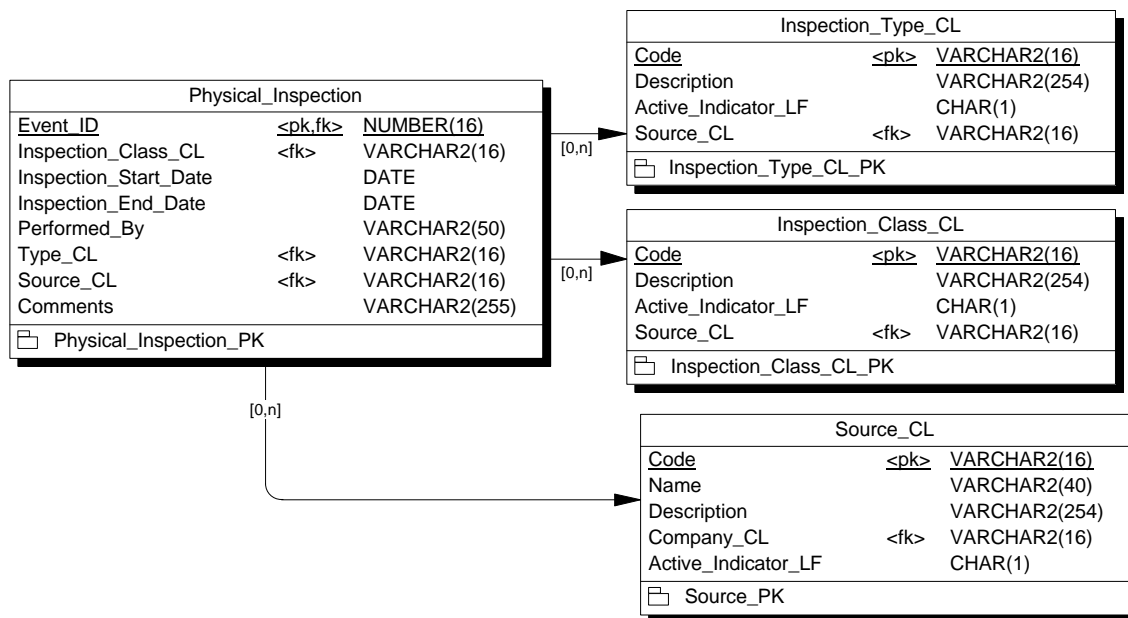 Physical_Inspection
Event_ID <pk,fk> NUMBER(16)
Inspection_Class_CL <fk> VARCHAR2(16)
Inspection_Start_Date DATE
Inspection_End_Date DATE
Performed_By VARCHAR2(50)
Type_CL <fk> VARCHAR2(16)
Source_CL <fk> VARCHAR2(16)
Comments VARCHAR2(255)
Physical_Inspection_PK
[0,n]
[0,n]
[0,n]
Inspection_Type_CL
Code <pk> VARCHAR2(16)
Description VARCHAR2(254)
Active_Indicator_LF CHAR(1)
Source_CL <fk> VARCHAR2(16)
Inspection_Type_CL_PK
Inspection_Class_CL
Code <pk> VARCHAR2(16)
Description VARCHAR2(254)
Active_Indicator_LF CHAR(1)
Source_CL <fk> VARCHAR2(16)
Inspection_Class_CL_PK
Source_CL
Code <pk> VARCHAR2(16)
Name VARCHAR2(40)
Description VARCHAR2(254)
Company_CL <fk> VARCHAR2(16)
Active_Indicator_LF CHAR(1)
Source_PK